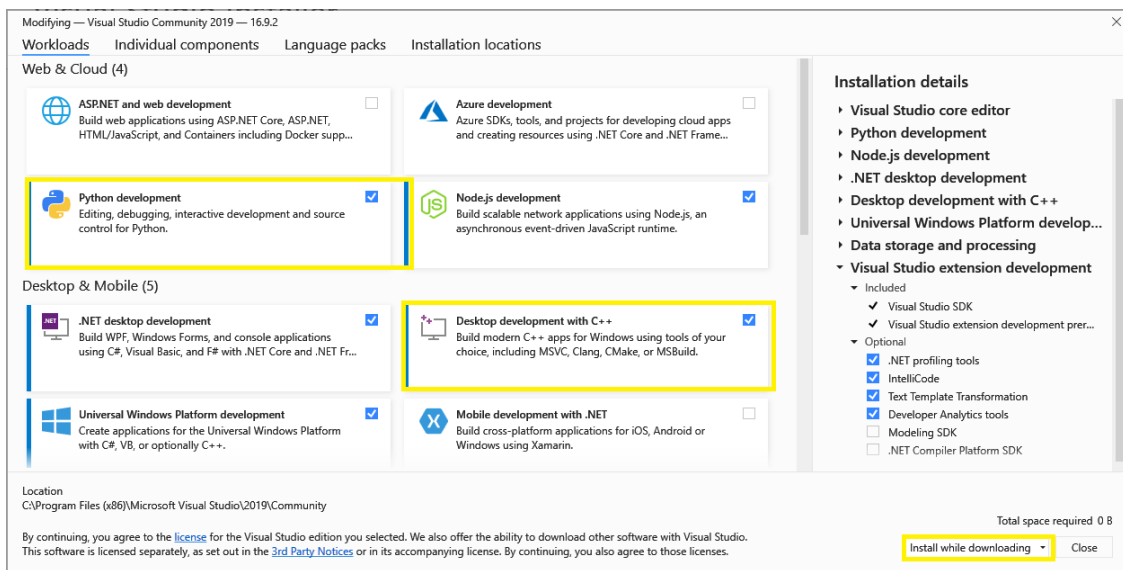 Modifying — Visual Studio Community 2019 — 16.9.2
Workloads
Individual components
Language packs
Installation locations
Web & Cloud (4)
ASP.NET and web development
Build web applications using ASP.NET Core, ASP.NET,
HTML/JavaScript, and Containers including Docker supp...
Azure development
Azure SDKs, tools, and projects for developing cloud apps
and creating resources using .NET Core and .NET Frame...
Python development
Editing, debugging, interactive development and source
control for Python.
JS
Node.js development
Build scalable network applications using Node.js, an
asynchronous event-driven JavaScript runtime.
Desktop & Mobile (5)
.NET
.NET desktop development
Build WPF, Windows Forms, and console applications
using C#, Visual Basic, and F# with .NET Core and .NET Fr...
Desktop development with C++
Build modern C++ apps for Windows using tools of your
choice, including MSVC, Clang, CMake, or MSBuild.
Universal Windows Platform development
Create applications for the Universal Windows Platform
with C#, VB, or optionally C++.
Mobile development with .NET
Build cross-platform applications for iOS, Android or
Windows using Xamarin.
Installation details
Visual Studio core editor
Python development
Node.js development
.NET desktop development
Desktop development with C++
Universal Windows Platform develop...
Data storage and processing
Visual Studio extension development
Included
Visual Studio SDK
Visual Studio extension development prer...
Optional
.NET profiling tools
IntelliCode
Text Template Transformation
Developer Analytics tools
Modeling SDK
.NET Compiler Platform SDK
Location
C:\Program Files (x86)\Microsoft Visual Studio\2019\Community
Total space required 0 B
By continuing, you agree to the license for the Visual Studio edition you selected. We also offer the ability to download other software with Visual Studio.
This software is licensed separately, as set out in the 3rd Party Notices or in its accompanying license. By continuing, you also agree to those licenses.
Install while downloading
Close